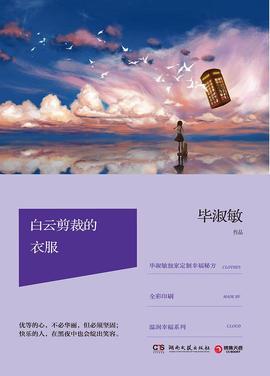 白云剪裁的
衣服
毕淑敏
作品
毕淑敏独家定制幸福秘方 CLOTHES
全彩印刷 MADE BY
温润幸福系列 CLOUD
优等的心，不必华丽，但必须坚固；
快乐的人，在黑夜中也会绽出笑容。
湖南文艺出版社
博集天卷